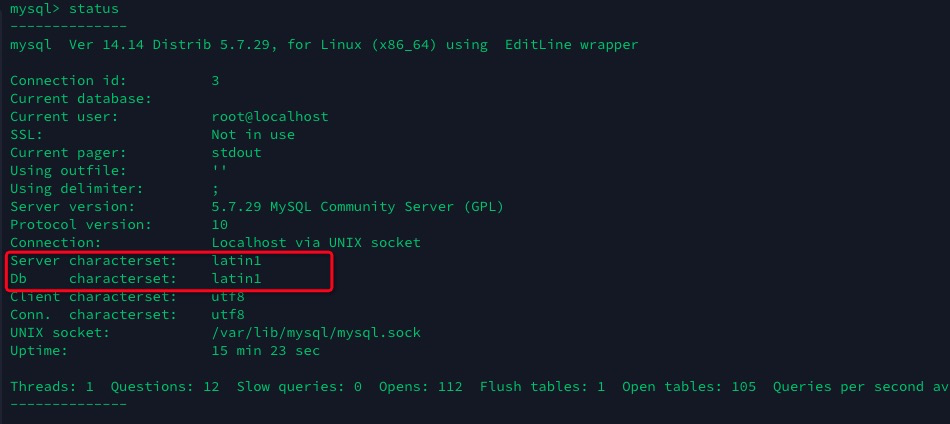 mysql> status
--------------
mysql  Ver 14.14 Distrib 5.7.29, for Linux (x86_64) using  EditLine wrapper

Connection id:          3
Current database:
Current user:           root@localhost
SSL:                    Not in use
Current pager:          stdout
Using outfile:          ''
Using delimiter:        ;
Server version:         5.7.29 MySQL Community Server (GPL)
Protocol version:       10
Connection:             Localhost via UNIX socket
Server characterset:    latin1
Db     characterset:    latin1
Client characterset:    utf8
Conn.  characterset:    utf8
UNIX socket:            /var/lib/mysql/mysql.sock
Uptime:                 15 min 23 sec

Threads: 1  Questions: 12  Slow queries: 0  Opens: 112  Flush tables: 1  Open tables: 105  Queries per second av
--------------